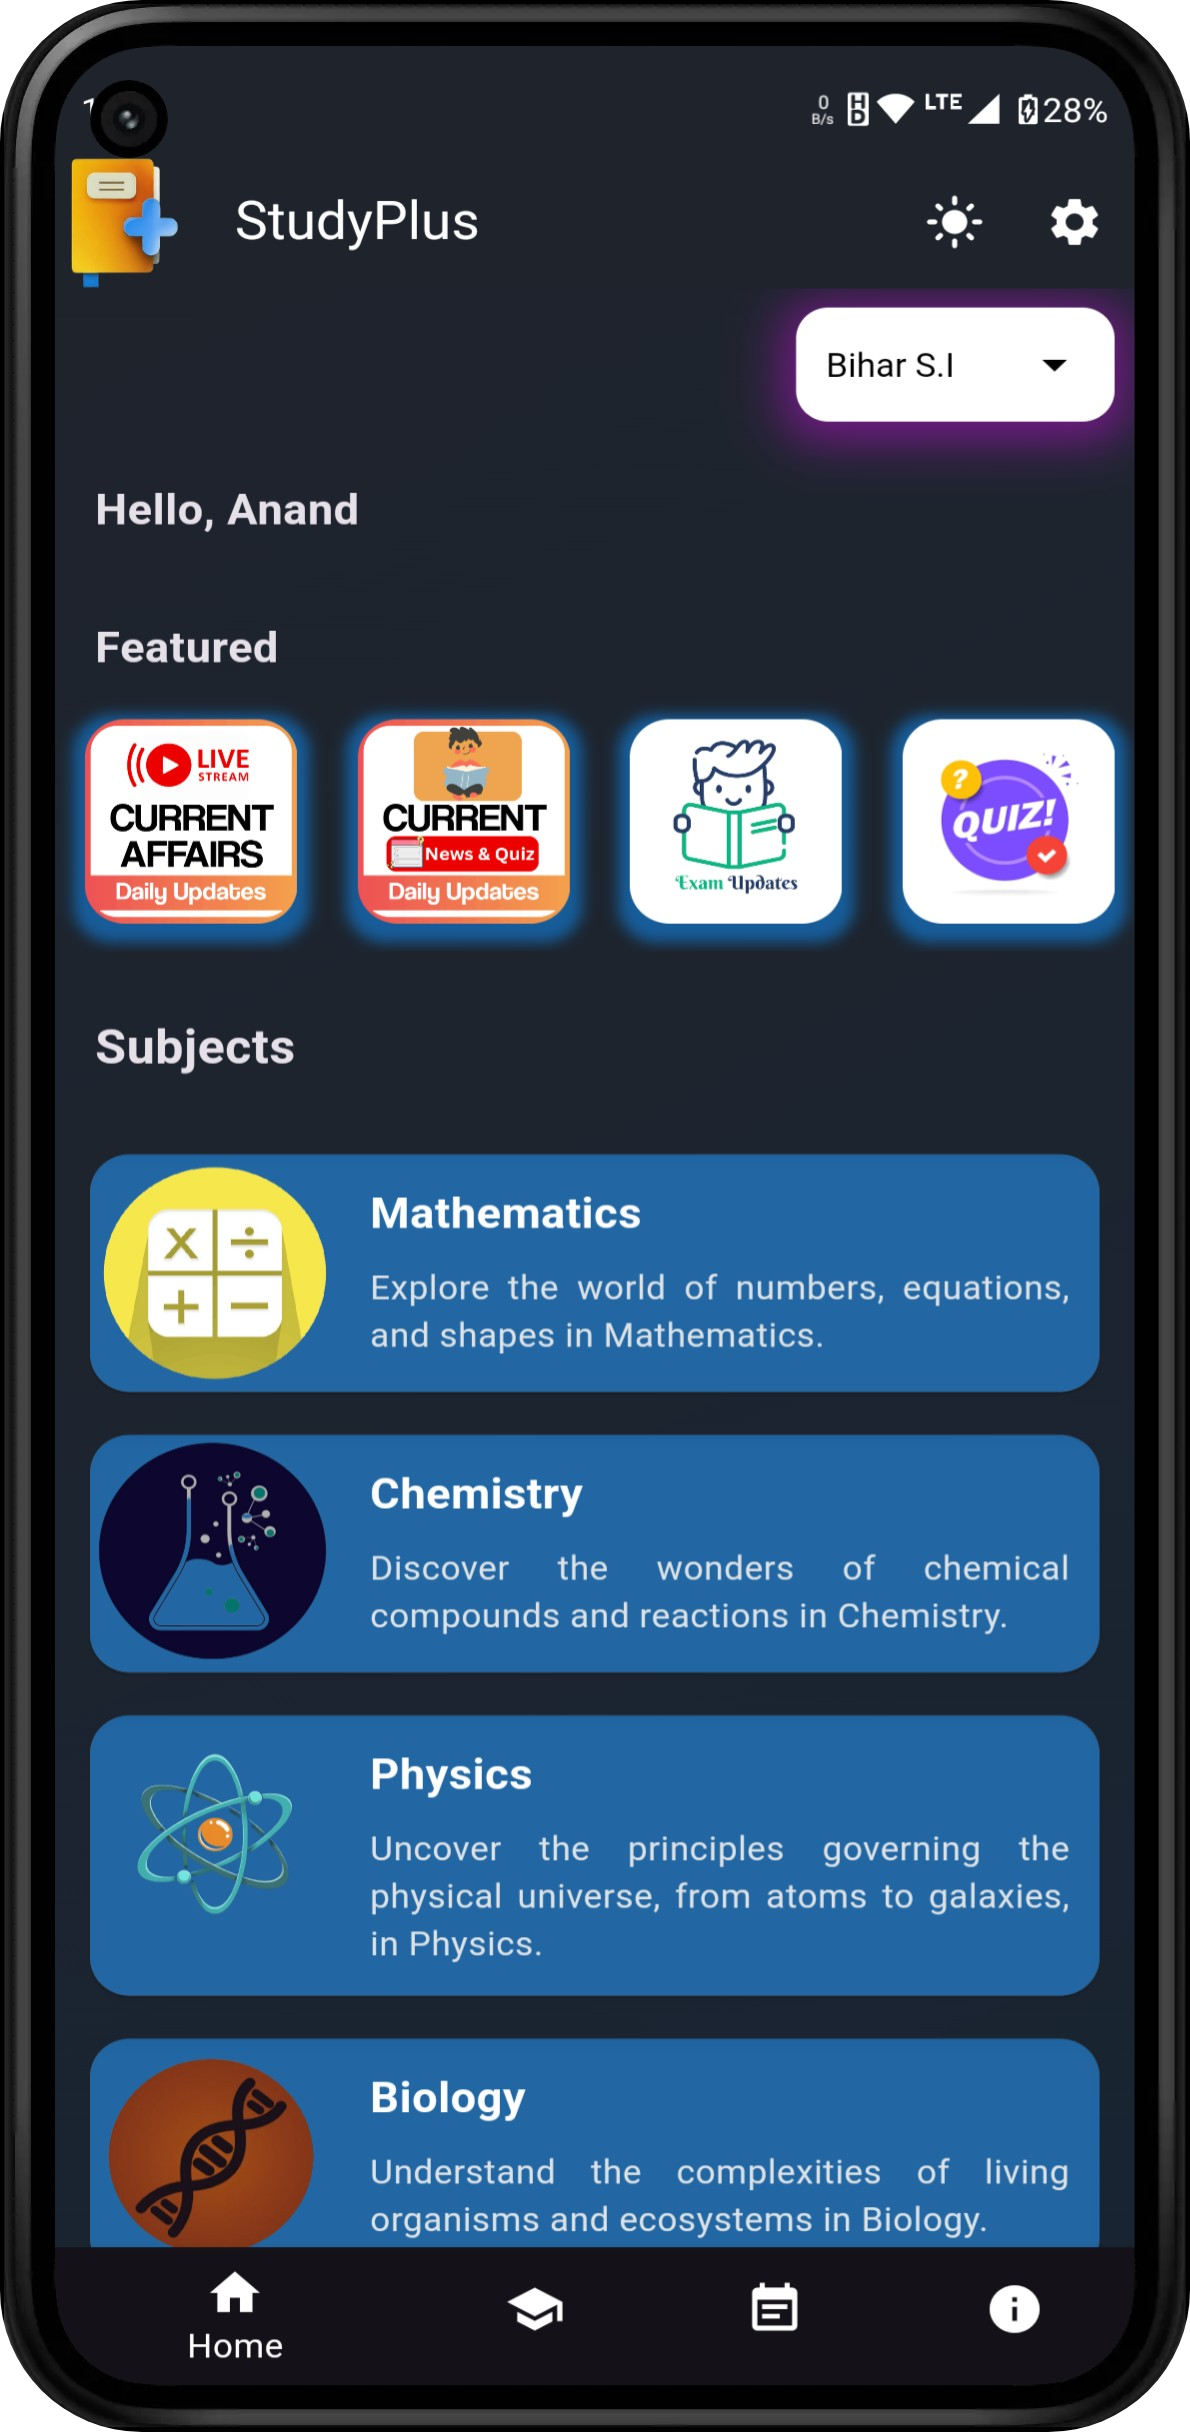 0
B/s
HD
LTE
28%
StudyPlus
Bihar S.I
Hello, Anand
Featured
LIVE
STREAM
CURRENT
AFFAIRS
Daily Updates
CURRENT
News & Quiz
Daily Updates
Exam Updates
?
QUIZ!
Subjects
Mathematics
Explore the world of numbers, equations,
and shapes in Mathematics.
Chemistry
Discover the wonders of chemical
compounds and reactions in Chemistry.
Physics
Uncover the principles governing the
physical universe, from atoms to galaxies,
in Physics.
Biology
Understand the complexities of living
organisms and ecosystems in Biology.
Home